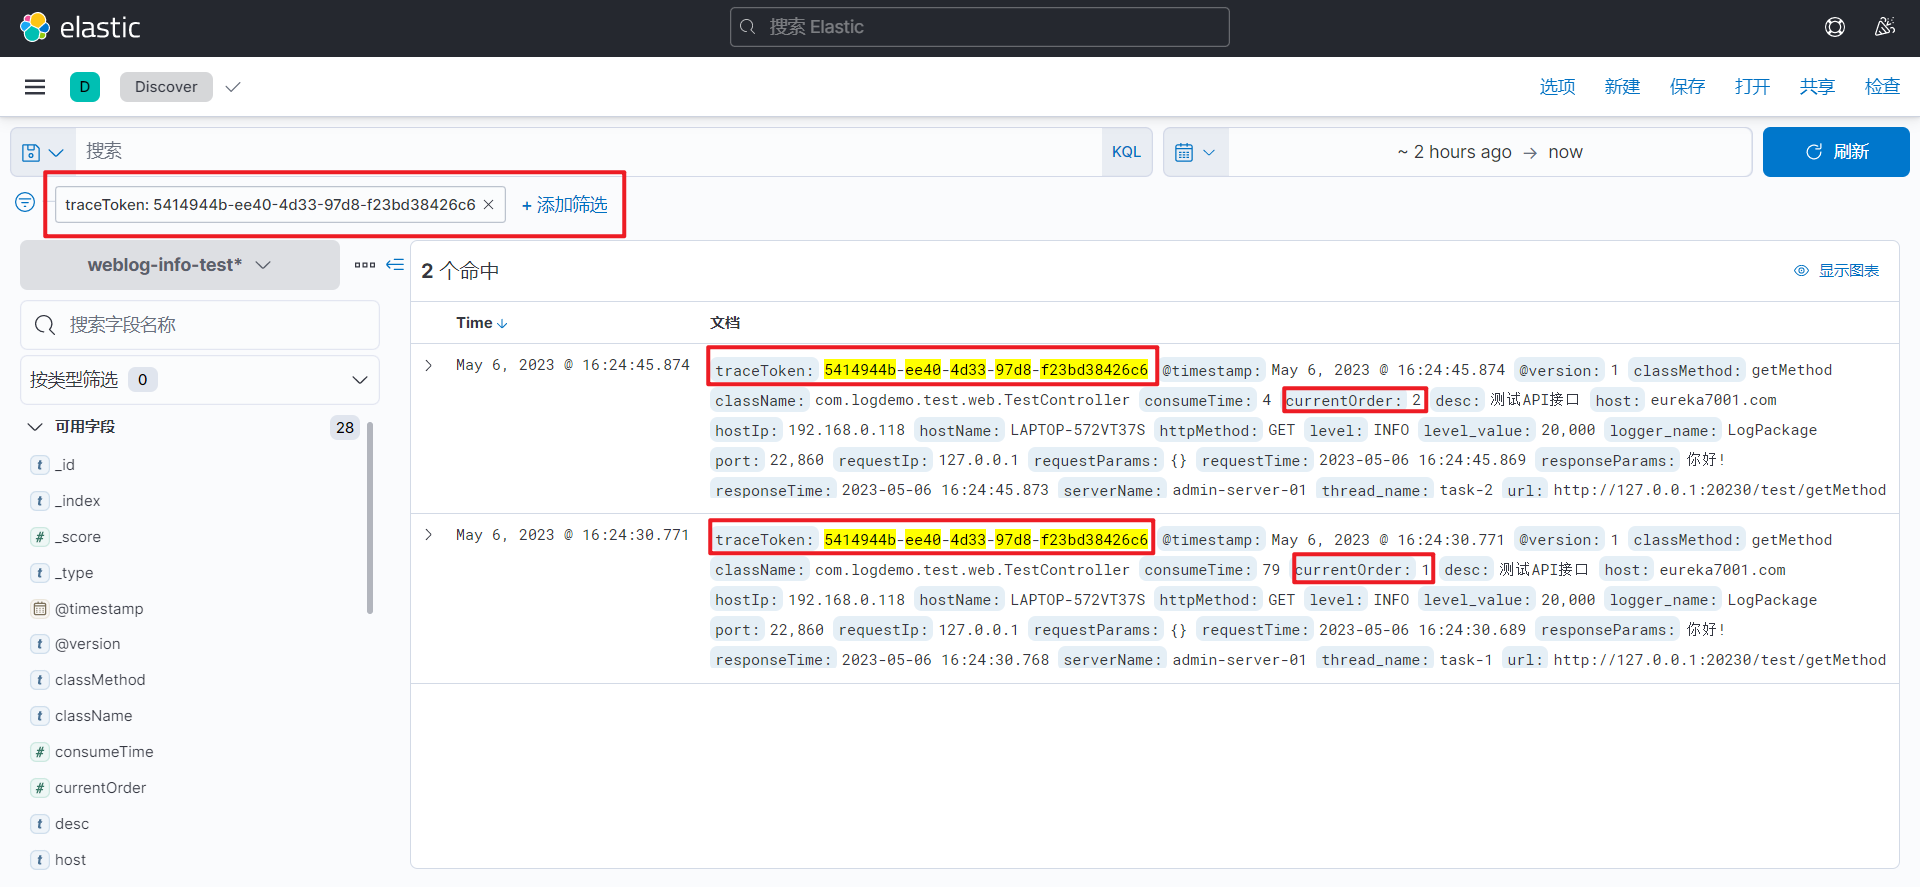 elastic
搜索 Elastic
D
Discover
选项 新建 保存 打开 共享 检查
搜索
KQL
~ 2 hours ago → now
刷新
traceToken: 5414944b-ee40-4d33-97d8-f23bd38426c6 ×
+ 添加筛选
weblog-info-test*
2 个命中
显示图表
搜索字段名称
Time ↓ 文档
按类型筛选 0
可用字段 28
t _id
t _index
# _score
t _type
@timestamp
t @version
t classMethod
t className
# consumeTime
# currentOrder
t desc
t host
May 6, 2023 @ 16:24:45.874
traceToken: 5414944b-ee40-4d33-97d8-f23bd38426c6 @timestamp: May 6, 2023 @ 16:24:45.874 @version: 1 classMethod: getMethod
className: com.logdemo.test.web.TestController consumeTime: 4 currentOrder: 2 desc: 测试API接口 host: eureka7001.com
hostIp: 192.168.0.118 hostName: LAPTOP-572VT37S httpMethod: GET level: INFO level_value: 20,000 logger_name: LogPackage
port: 22,860 requestIp: 127.0.0.1 requestParams: {} requestTime: 2023-05-06 16:24:45.869 responseParams: 你好!
responseTime: 2023-05-06 16:24:45.873 serverName: admin-server-01 thread_name: task-2 url: http://127.0.0.1:20230/test/getMethod
May 6, 2023 @ 16:24:30.771
traceToken: 5414944b-ee40-4d33-97d8-f23bd38426c6 @timestamp: May 6, 2023 @ 16:24:30.771 @version: 1 classMethod: getMethod
className: com.logdemo.test.web.TestController consumeTime: 79 currentOrder: 1 desc: 测试API接口 host: eureka7001.com
hostIp: 192.168.0.118 hostName: LAPTOP-572VT37S httpMethod: GET level: INFO level_value: 20,000 logger_name: LogPackage
port: 22,860 requestIp: 127.0.0.1 requestParams: {} requestTime: 2023-05-06 16:24:30.689 responseParams: 你好!
responseTime: 2023-05-06 16:24:30.768 serverName: admin-server-01 thread_name: task-1 url: http://127.0.0.1:20230/test/getMethod